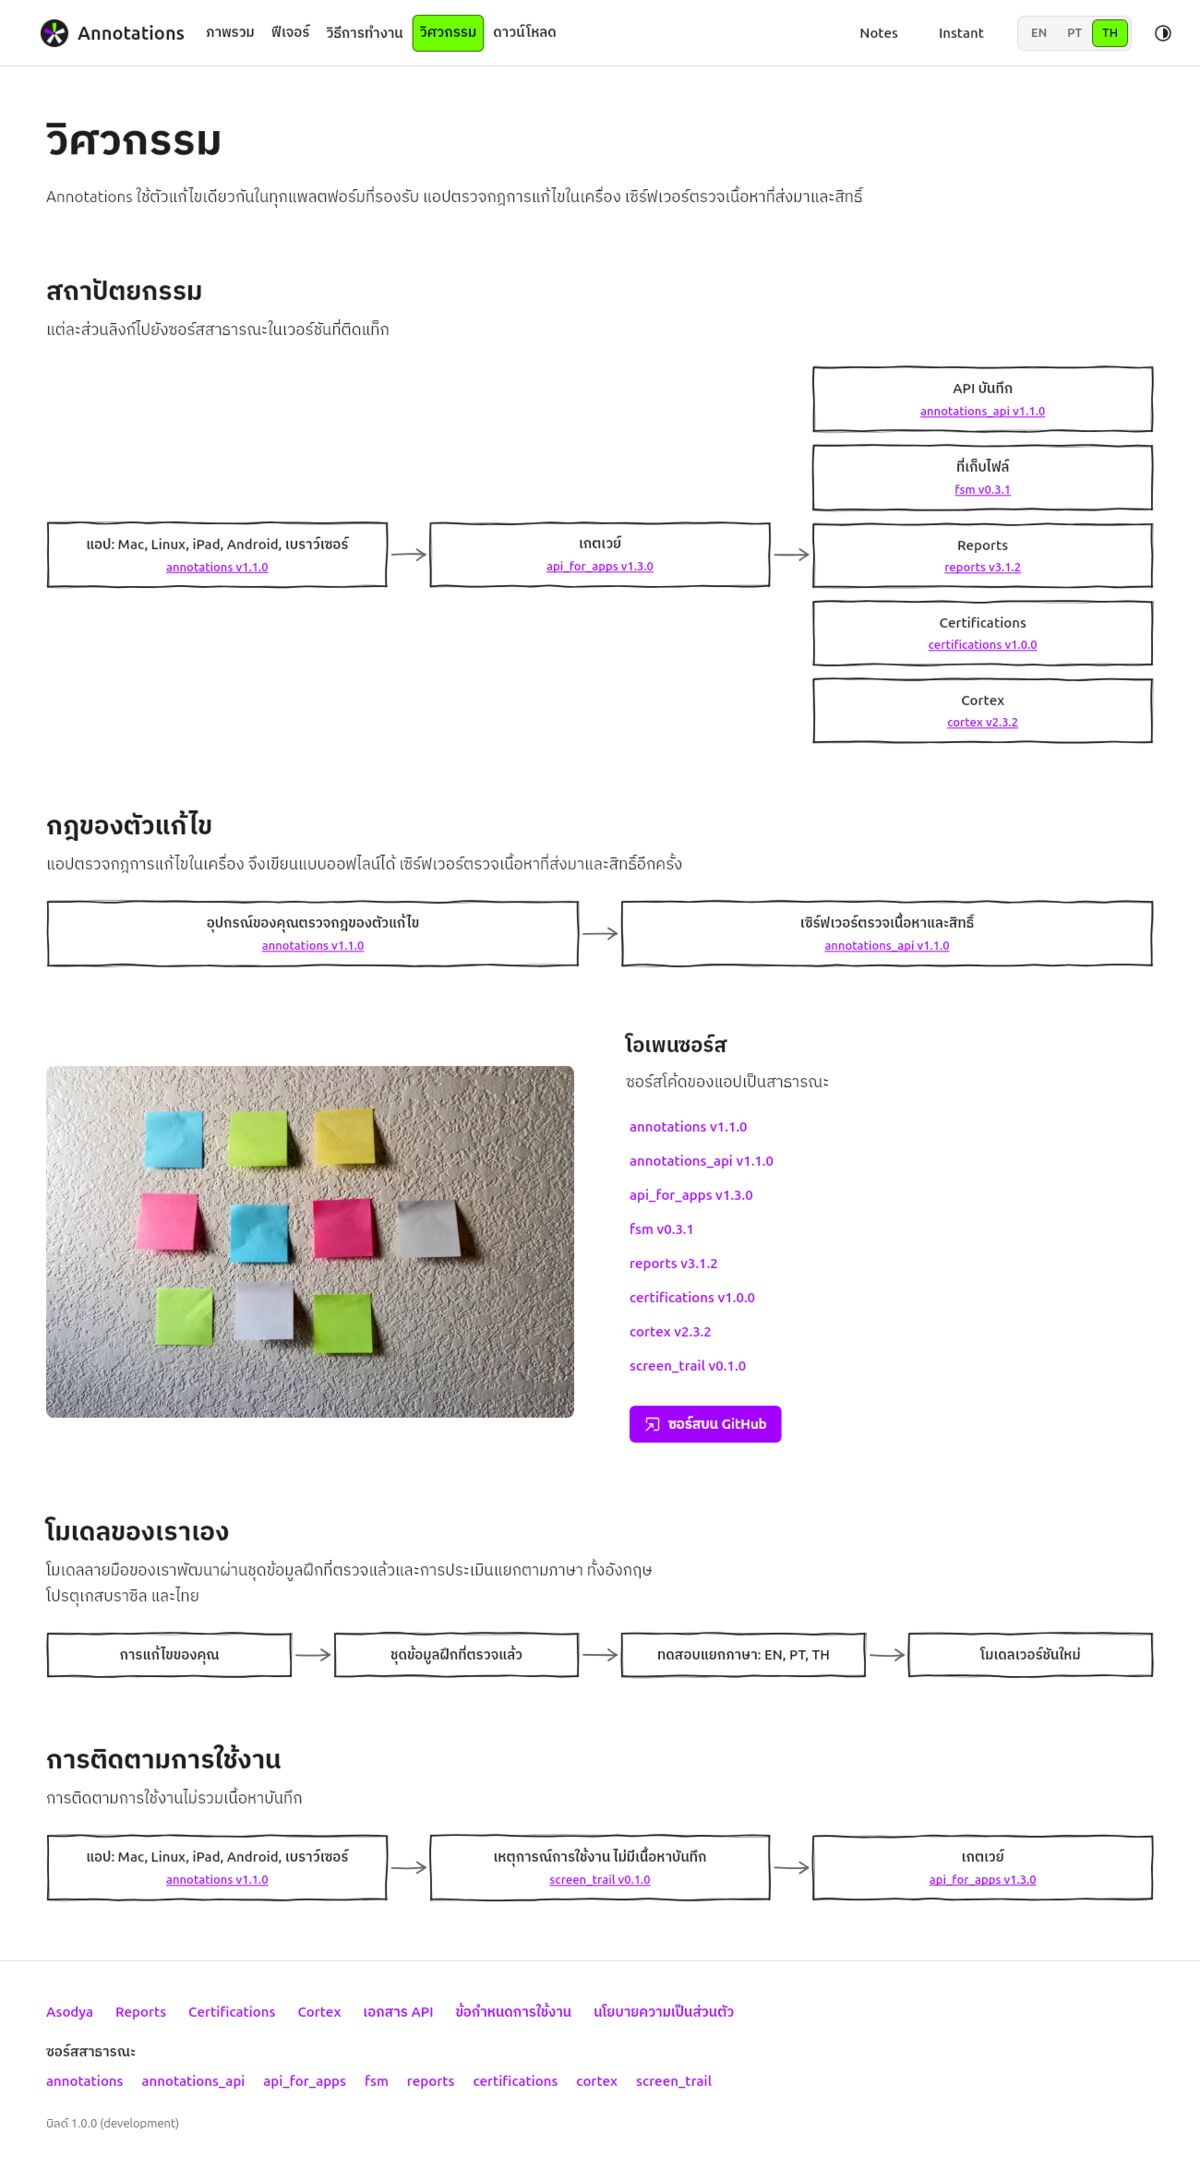 Annotations ภาพรวม ฟีเจอร์ วิธีการทำงาน วิศวกรรม ดาวน์โหลด Notes Instant EN PT TH
วิศวกรรม
Annotations ใช้ตัวแก้ไขเดียวกันในทุกแพลตฟอร์มที่รองรับ แอปตรวจกฎการแก้ไขในเครื่อง เซิร์ฟเวอร์ตรวจเนื้อหาที่ส่งมาและสิทธิ์
สถาปัตยกรรม
แต่ละส่วนลิงก์ไปยังซอร์สสาธารณะในเวอร์ชันที่ติดแท็ก
แอป: Mac, Linux, iPad, Android, เบราว์เซอร์
annotations v1.1.0
เกตเวย์
api_for_apps v1.3.0
API บันทึก
annotations_api v1.1.0
ที่เก็บไฟล์
fsm v0.3.1
Reports
reports v3.1.2
Certifications
certifications v1.0.0
Cortex
cortex v2.3.2
กฎของตัวแก้ไข
แอปตรวจกฎการแก้ไขในเครื่อง จึงเขียนแบบออฟไลน์ได้ เซิร์ฟเวอร์ตรวจเนื้อหาที่ส่งมาและสิทธิ์อีกครั้ง
อุปกรณ์ของคุณตรวจกฎของตัวแก้ไข
annotations v1.1.0
เซิร์ฟเวอร์ตรวจเนื้อหาและสิทธิ์
annotations_api v1.1.0
โอเพนซอร์ส
ซอร์สโค้ดของแอปเป็นสาธารณะ
annotations v1.1.0
annotations_api v1.1.0
api_for_apps v1.3.0
fsm v0.3.1
reports v3.1.2
certifications v1.0.0
cortex v2.3.2
screen_trail v0.1.0
ซอร์สบน GitHub
โมเดลของเราเอง
โมเดลลายมือของเราพัฒนาผ่านชุดข้อมูลฝึกที่ตรวจแล้วและการประเมินแยกตามภาษา ทั้งอังกฤษ
โปรตุเกสบราซิล และไทย
การแก้ไขของคุณ
ชุดข้อมูลฝึกที่ตรวจแล้ว
ทดสอบแยกภาษา: EN, PT, TH
โมเดลเวอร์ชันใหม่
การติดตามการใช้งาน
การติดตามการใช้งานไม่รวมเนื้อหาบันทึก
แอป: Mac, Linux, iPad, Android, เบราว์เซอร์
annotations v1.1.0
เหตุการณ์การใช้งาน ไม่มีเนื้อหาบันทึก
screen_trail v0.1.0
เกตเวย์
api_for_apps v1.3.0
Asodya Reports Certifications Cortex เอกสาร API ข้อกำหนดการใช้งาน นโยบายความเป็นส่วนตัว
ซอร์สสาธารณะ
annotations annotations_api api_for_apps fsm reports certifications cortex screen_trail
บิลด์ 1.0.0 (development)